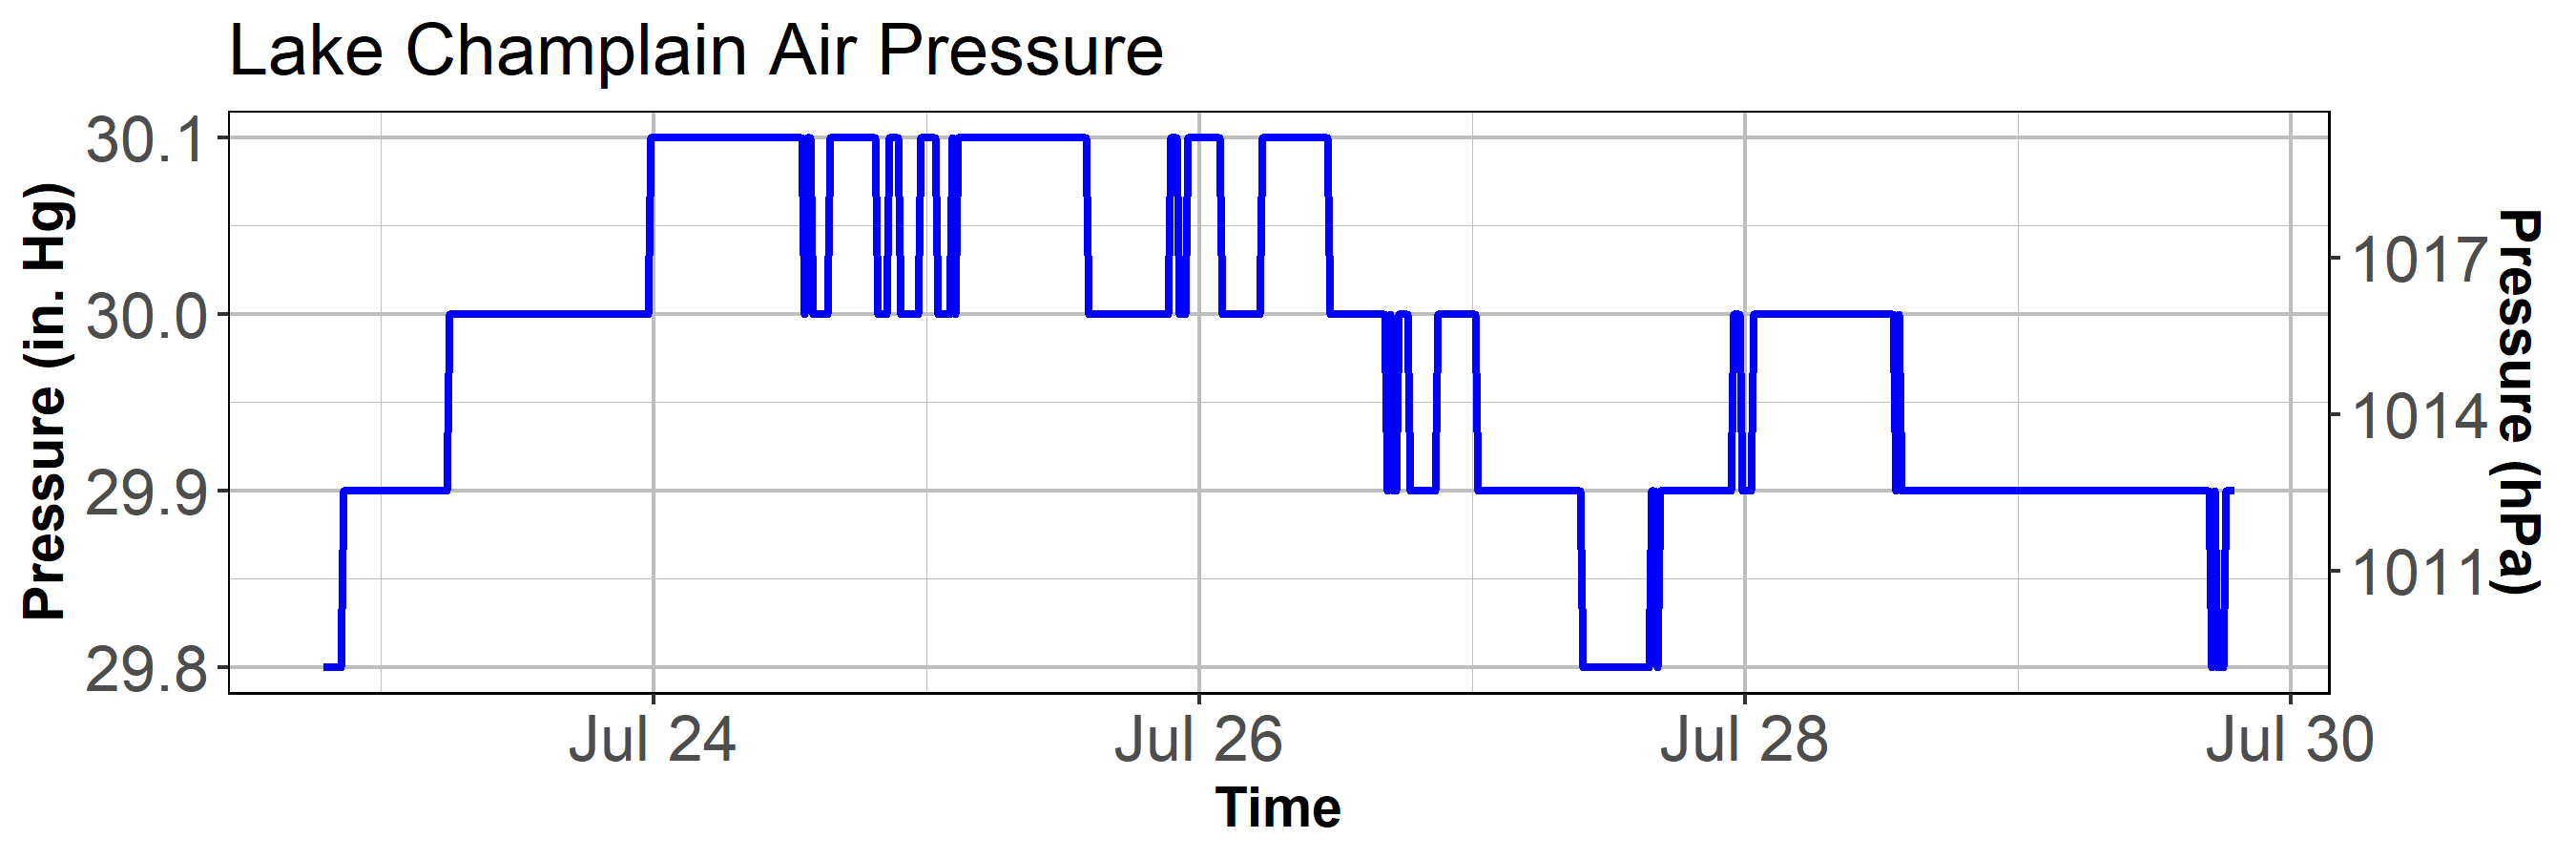 Lake Champlain Air Pressure
Pressure (in. Hg)
30.1
30.0
29.9
29.8
1017
1014
1011
Pressure (hPa)
Jul 24 Jul 26 Jul 28 Jul 30
Time